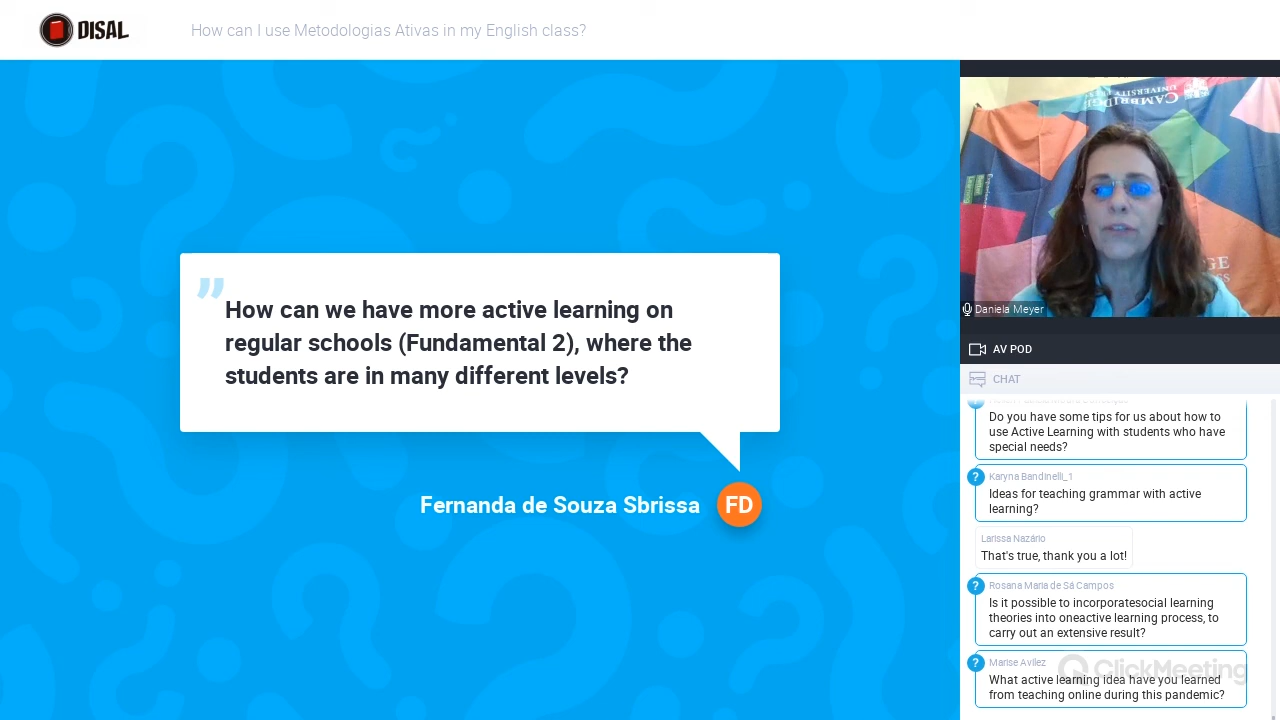 DISAL
How can I use Metodologias Ativas in my English class?
How can we have more active learning on
regular schools (Fundamental 2), where the
students are in many different levels?
Fernanda de Souza Sbrissa
FD
CAMBRIDGE
UNIVERSITY PRESS
Daniela Meyer
AV POD
CHAT
Do you have some tips for us about how to
use Active Learning with students who have
special needs?
?
Karyna Bandinelli_1
Ideas for teaching grammar with active
learning?
Larissa Nazário
That's true, thank you a lot!
?
Rosana Maria de Sá Campos
Is it possible to incorporatesocial learning
theories into oneactive learning process, to
carry out an extensive result?
?
Marise Avilez
ClickMeeting
What active learning idea have you learned
from teaching online during this pandemic?